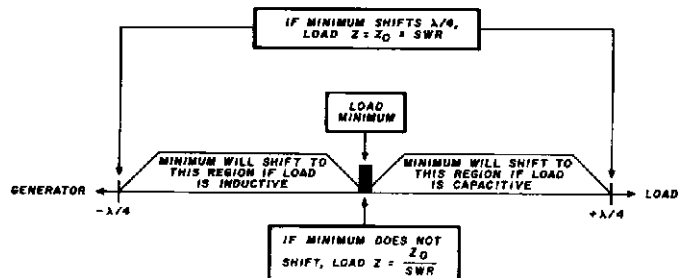 IF MINIMUM SHIFTS λ/4,
LOAD Z = Z0 × SWR
LOAD
MINIMUM
MINIMUM WILL SHIFT TO
THIS REGION IF LOAD
IS INDUCTIVE
MINIMUM WILL SHIFT TO
THIS REGION IF LOAD
IS CAPACITIVE
GENERATOR
LOAD
−λ/4
+λ/4
IF MINIMUM DOES NOT
SHIFT, LOAD Z = Z0/SWR